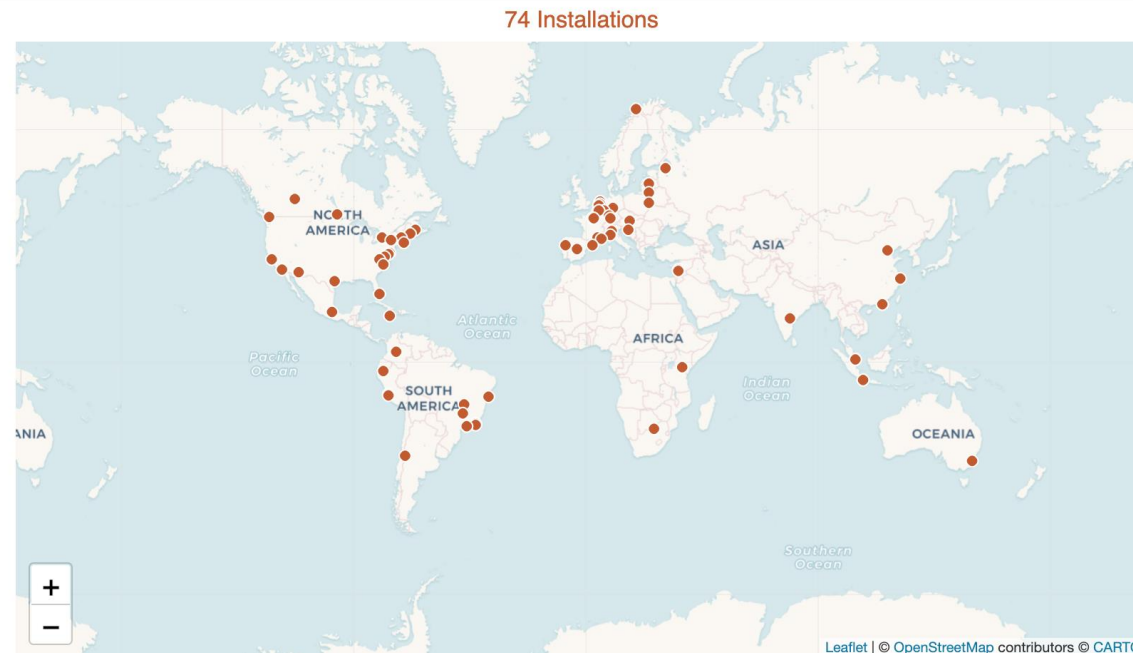 74 Installations
NORTH
AMERICA
ASIA
Atlantic
Ocean
AFRICA
Pacific
Ocean
SOUTH
AMERICA
Indian
Ocean
ANIA
OCEANIA
Southern
Ocean
+
−
Leaflet | © OpenStreetMap contributors © CARTO